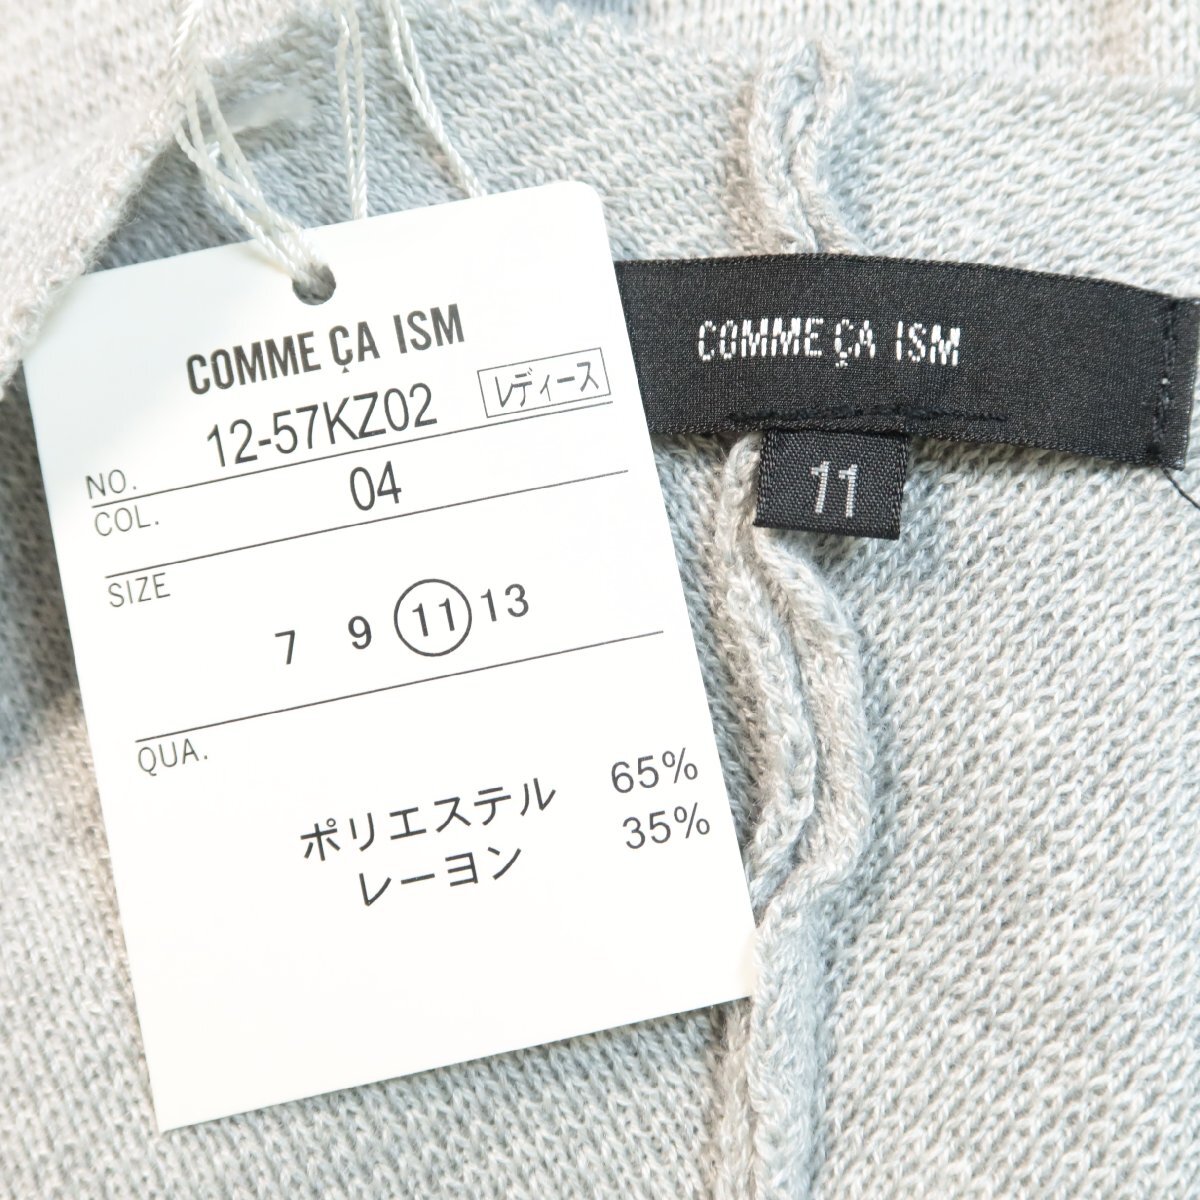 COMME ÇA ISM
レディース
NO. 12-57KZ02
COL. 04
SIZE
7 9 11 13
QUA.
ポリエステル 65%
レーヨン 35%
COMME ÇA ISM
11